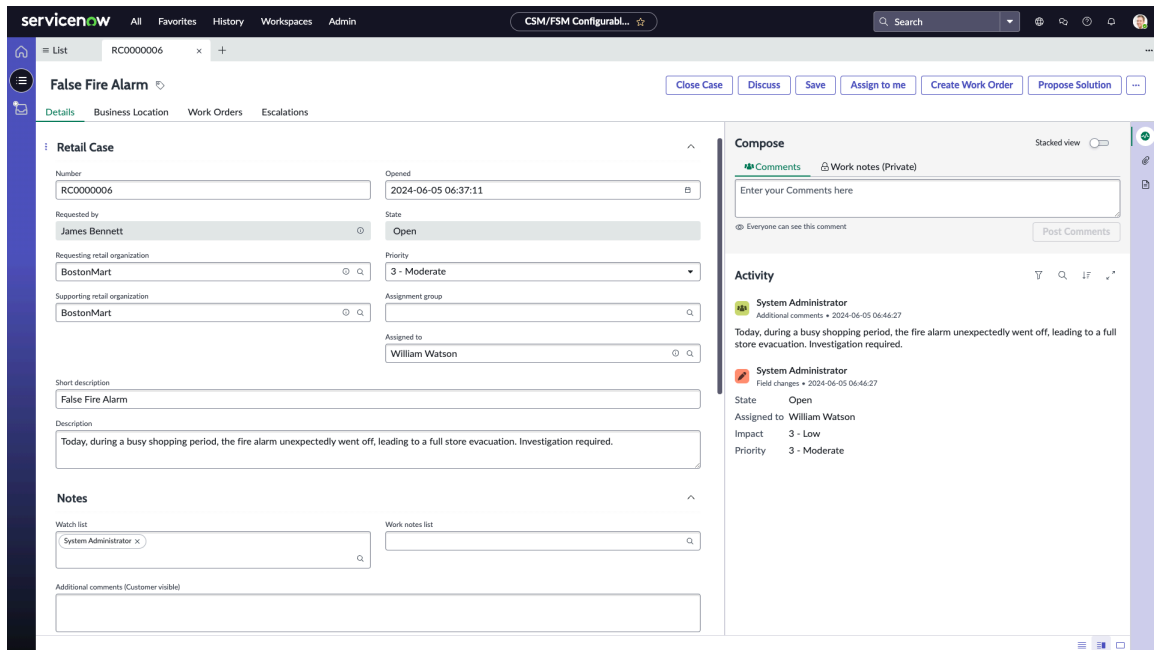 servicenow All Favorites History Workspaces Admin CSM/FSM Configurabl... Search
List RC0000006
False Fire Alarm Close Case Discuss Save Assign to me Create Work Order Propose Solution
Details Business Location Work Orders Escalations
Retail Case
Number
RC0000006
Opened
2024-06-05 06:37:11
Requested by
James Bennett
State
Open
Requesting retail organization
BostonMart
Priority
3 - Moderate
Supporting retail organization
BostonMart
Assignment group
Assigned to
William Watson
Short description
False Fire Alarm
Description
Today, during a busy shopping period, the fire alarm unexpectedly went off, leading to a full store evacuation. Investigation required.
Notes
Watch list
System Administrator
Work notes list
Additional comments (Customer visible)
Compose
Stacked view
Comments Work notes (Private)
Enter your Comments here
Everyone can see this comment
Post Comments
Activity
System Administrator
Additional comments • 2024-06-05 06:46:27
Today, during a busy shopping period, the fire alarm unexpectedly went off, leading to a full
store evacuation. Investigation required.
System Administrator
Field changes • 2024-06-05 06:46:27
State Open
Assigned to William Watson
Impact 3 - Low
Priority 3 - Moderate